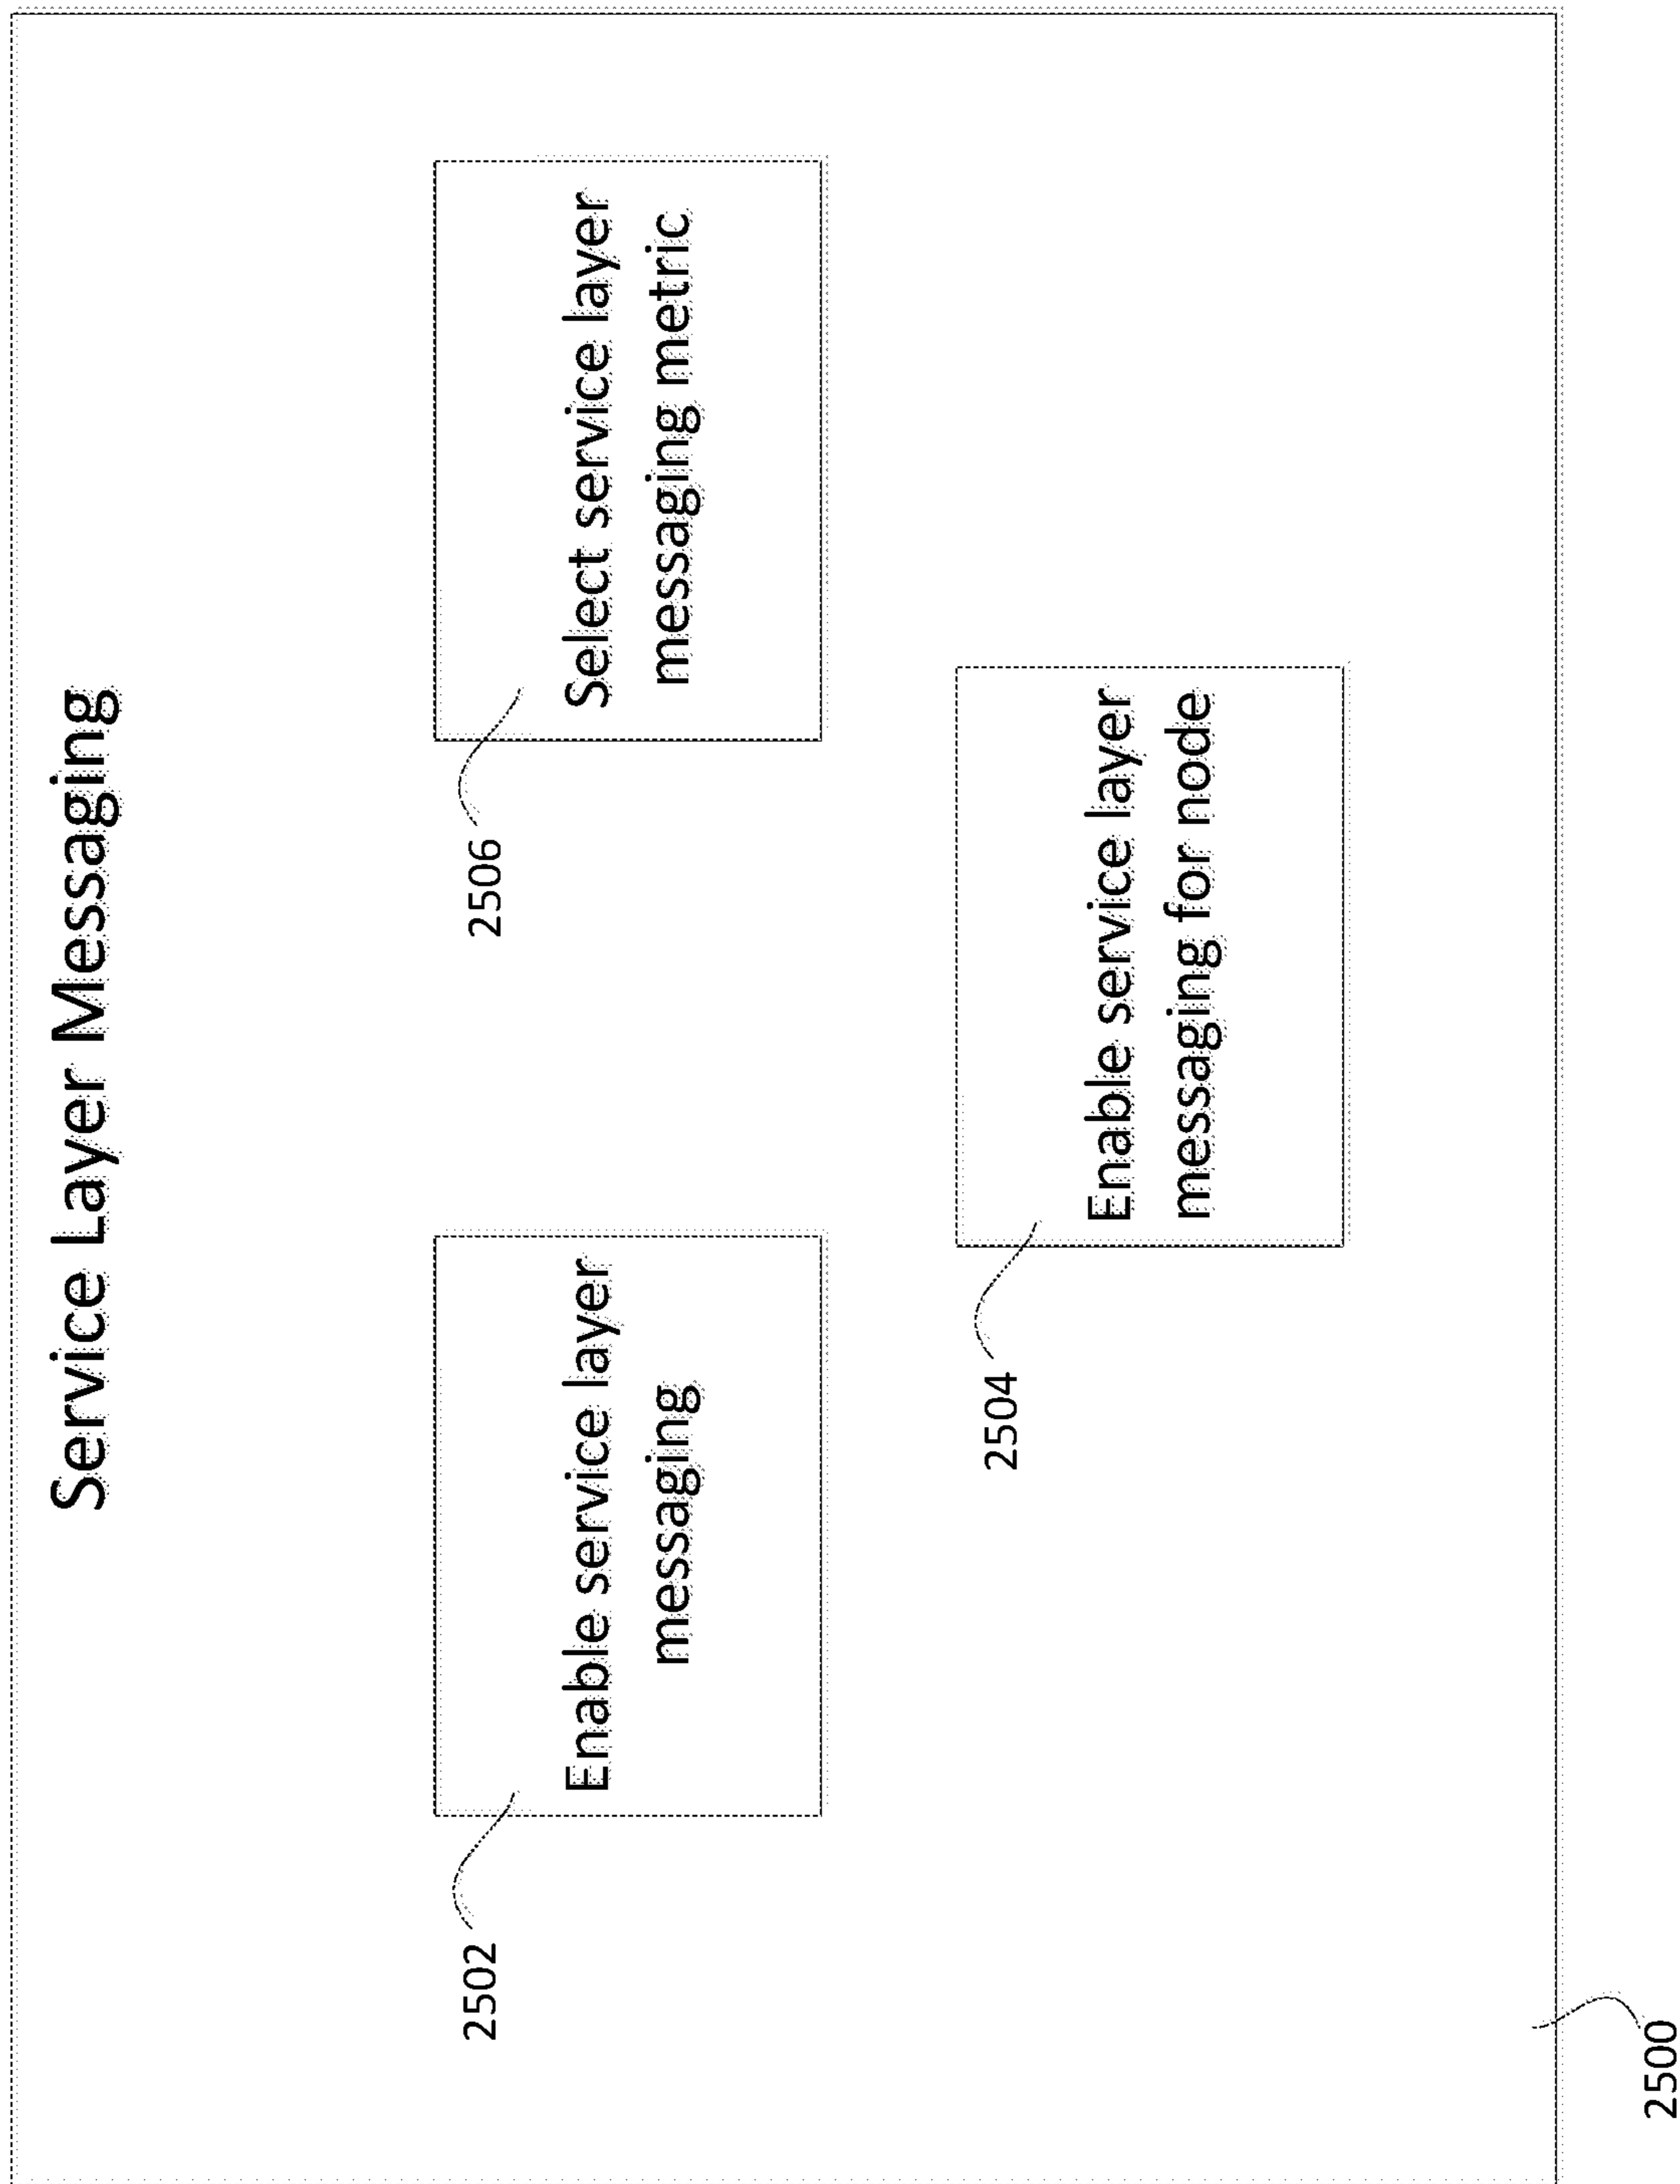 Service Layer Messaging
2502
Enable service layer
messaging
2506
Select service layer
messaging metric
2504
Enable service layer
messaging for node
2500